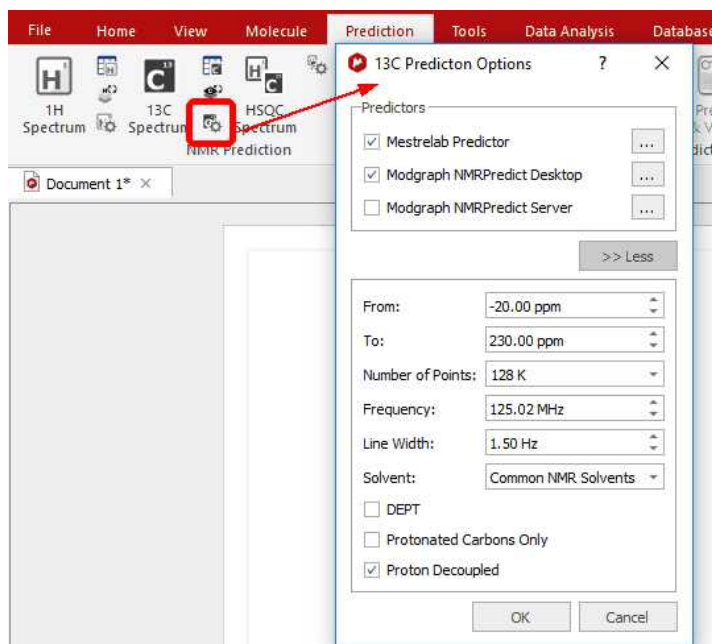 File Home View Molecule Prediction Tools Data Analysis Database
1H Spectrum
13C Spectrum
HSQC Spectrum
NMR Prediction
Document 1*
13C Predicton Options ?
Predictors
Mestrelab Predictor ...
Modgraph NMRPredict Desktop ...
Modgraph NMRPredict Server ...
>> Less
From: -20.00 ppm
To: 230.00 ppm
Number of Points: 128 K
Frequency: 125.02 MHz
Line Width: 1.50 Hz
Solvent: Common NMR Solvents
DEPT
Protonated Carbons Only
Proton Decoupled
OK Cancel